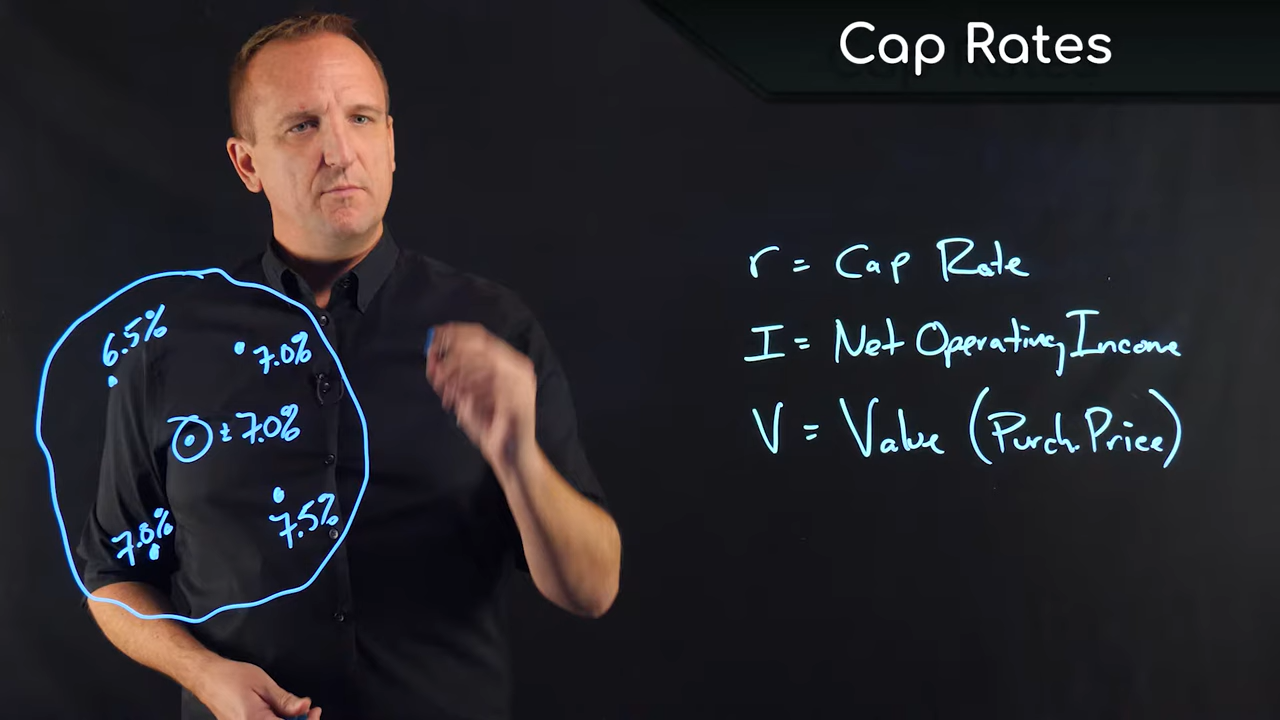 Cap Rates
r = Cap Rate
I = Net Operating Income
V = Value (Purch. Price)
6.5%
7.0%
± 7.0%
7.5%
7.0%